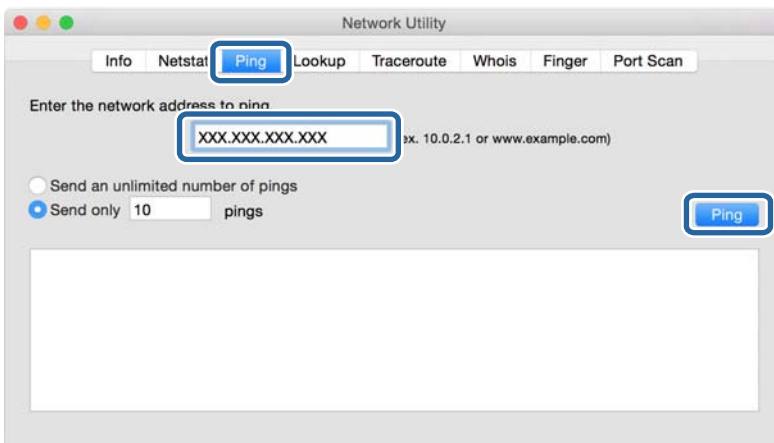 Network Utility
Info Netstat Ping Lookup Traceroute Whois Finger Port Scan
Enter the network address to ping.
XXX.XXX.XXX.XXX ex. 10.0.2.1 or www.example.com)
Send an unlimited number of pings
Send only 10 pings
Ping